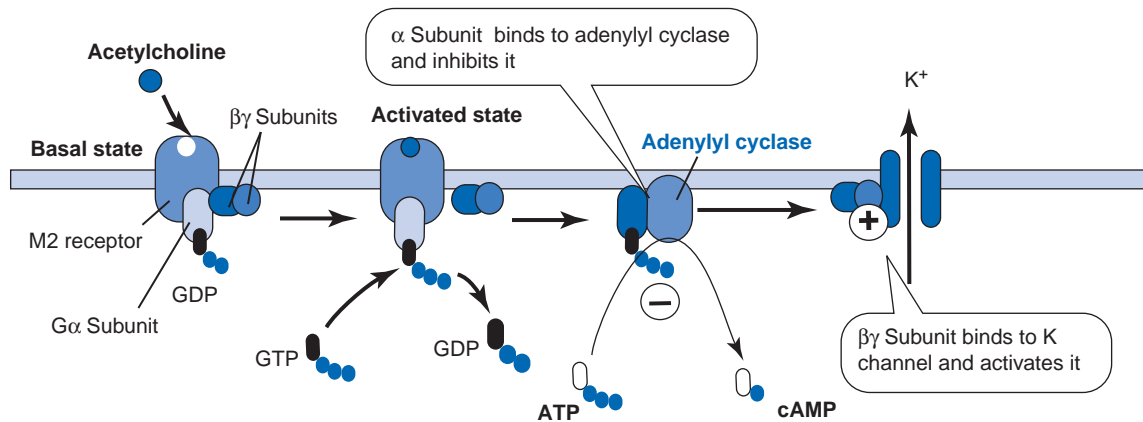 Acetylcholine
α Subunit binds to adenylyl cyclase
and inhibits it
K+
βγ Subunits
Activated state
Basal state
Adenylyl cyclase
M2 receptor
GDP
Gα Subunit
GTP
GDP
ATP
−
cAMP
+
βγ Subunit binds to K
channel and activates it